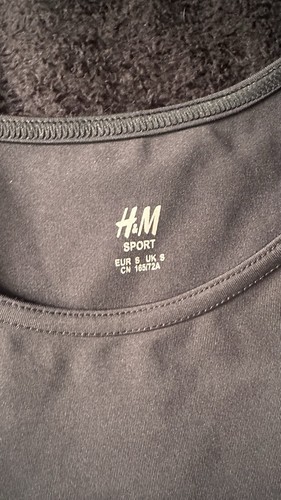 H&M
SPORT
EUR S UK S
CN 165/72A